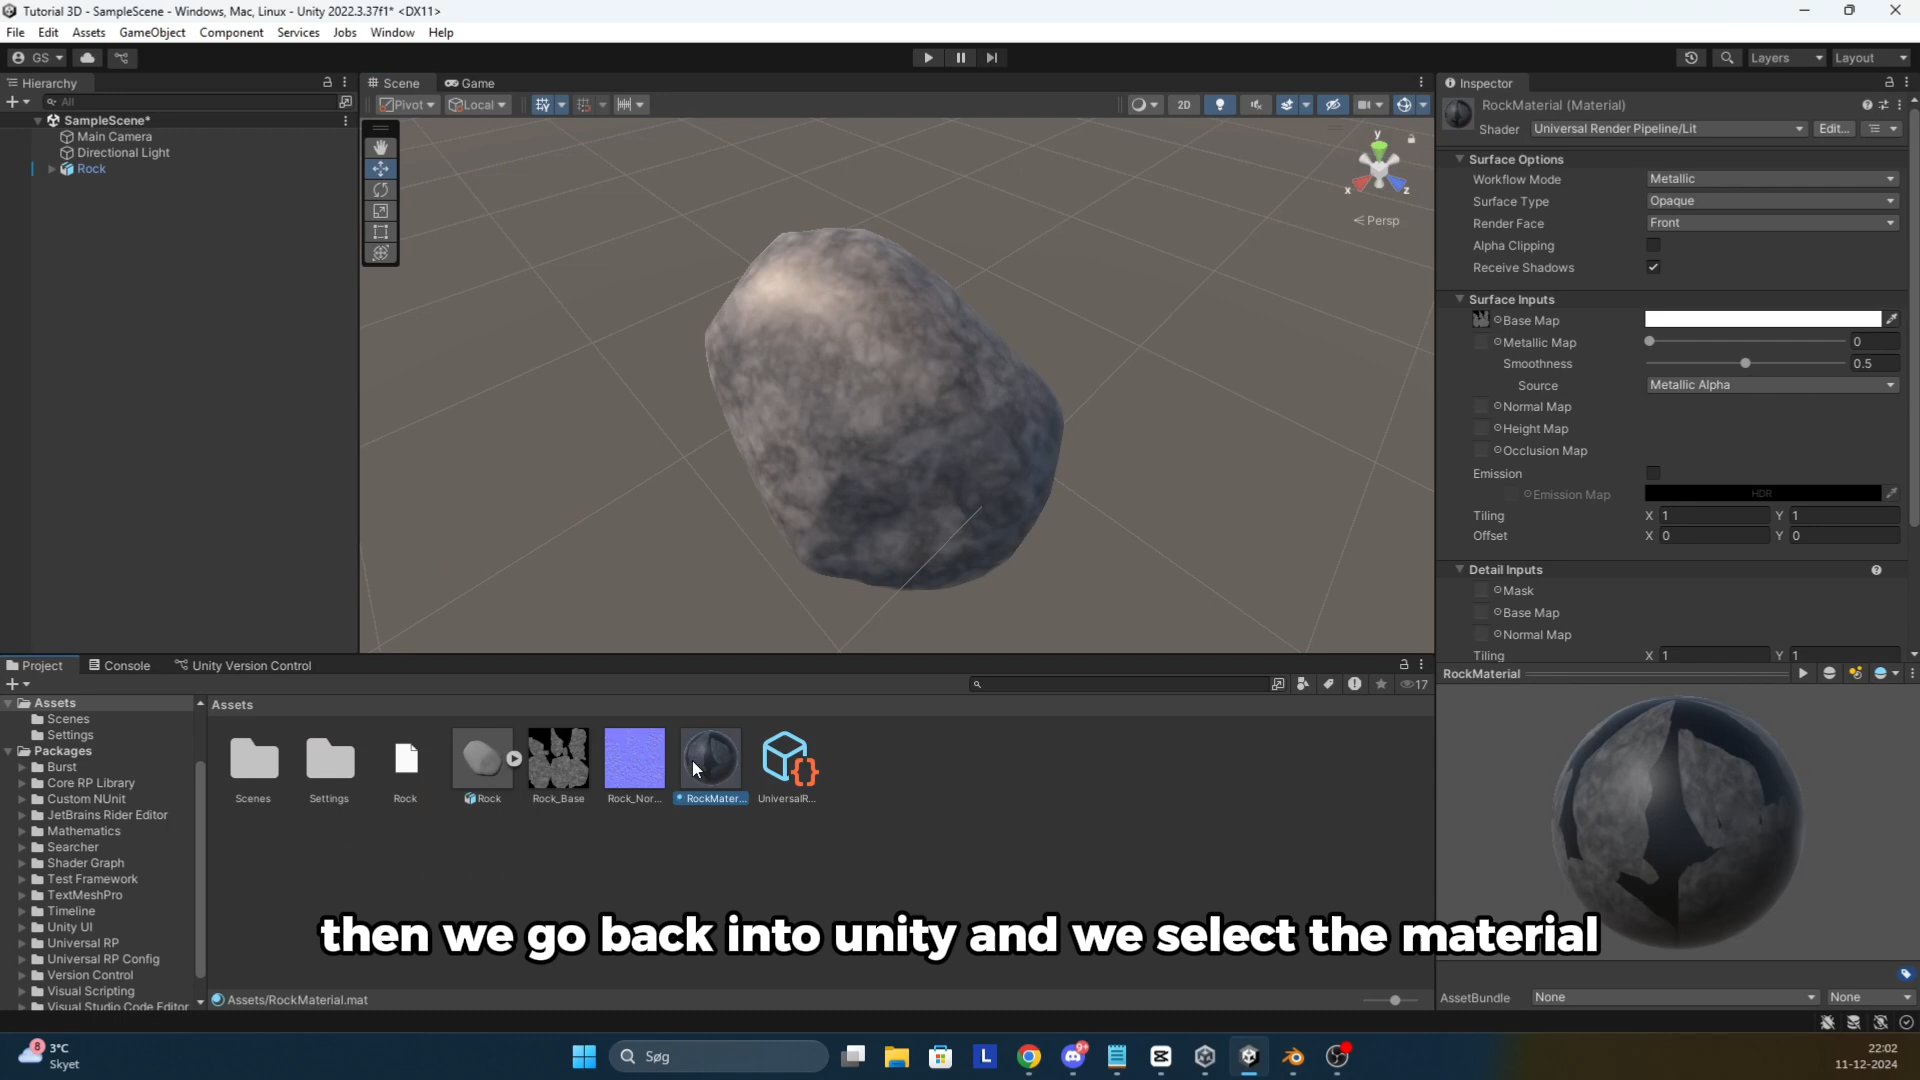 Tutorial 3D - SampleScene - Windows, Mac, Linux - Unity 2022.3.37f1* <DX11>
File Edit Assets GameObject Component Services Jobs Window Help
GS
Layers Layout
Hierarchy
Scene Game
Inspector
All
Pivot Local
2D
RockMaterial (Material)
Shader Universal Render Pipeline/Lit Edit...
SampleScene*
Main Camera
Directional Light
Rock
y
x z
Persp
Surface Options
Workflow Mode Metallic
Surface Type Opaque
Render Face Front
Alpha Clipping
Receive Shadows
Surface Inputs
Base Map
Metallic Map 0
Smoothness 0.5
Source Metallic Alpha
Normal Map
Height Map
Occlusion Map
Emission
Emission Map HDR
Tiling X 1 Y 1
Offset X 0 Y 0
Detail Inputs
Mask
Base Map
Normal Map
Tiling X 1 Y 1
Project Console Unity Version Control
17
Assets
Scenes
Settings
Packages
Burst
Core RP Library
Custom NUnit
JetBrains Rider Editor
Mathematics
Searcher
Shader Graph
Test Framework
TextMeshPro
Timeline
Unity UI
Universal RP
Universal RP Config
Version Control
Visual Scripting
Visual Studio Code Editor
Assets
Scenes Settings Rock Rock Rock_Base Rock_Nor... RockMater... UniversalR...
RockMaterial
then we go back into unity and we select the material
Assets/RockMaterial.mat
AssetBundle None None
8
3°C
Skyet
Søg
L
9+
22:02
11-12-2024